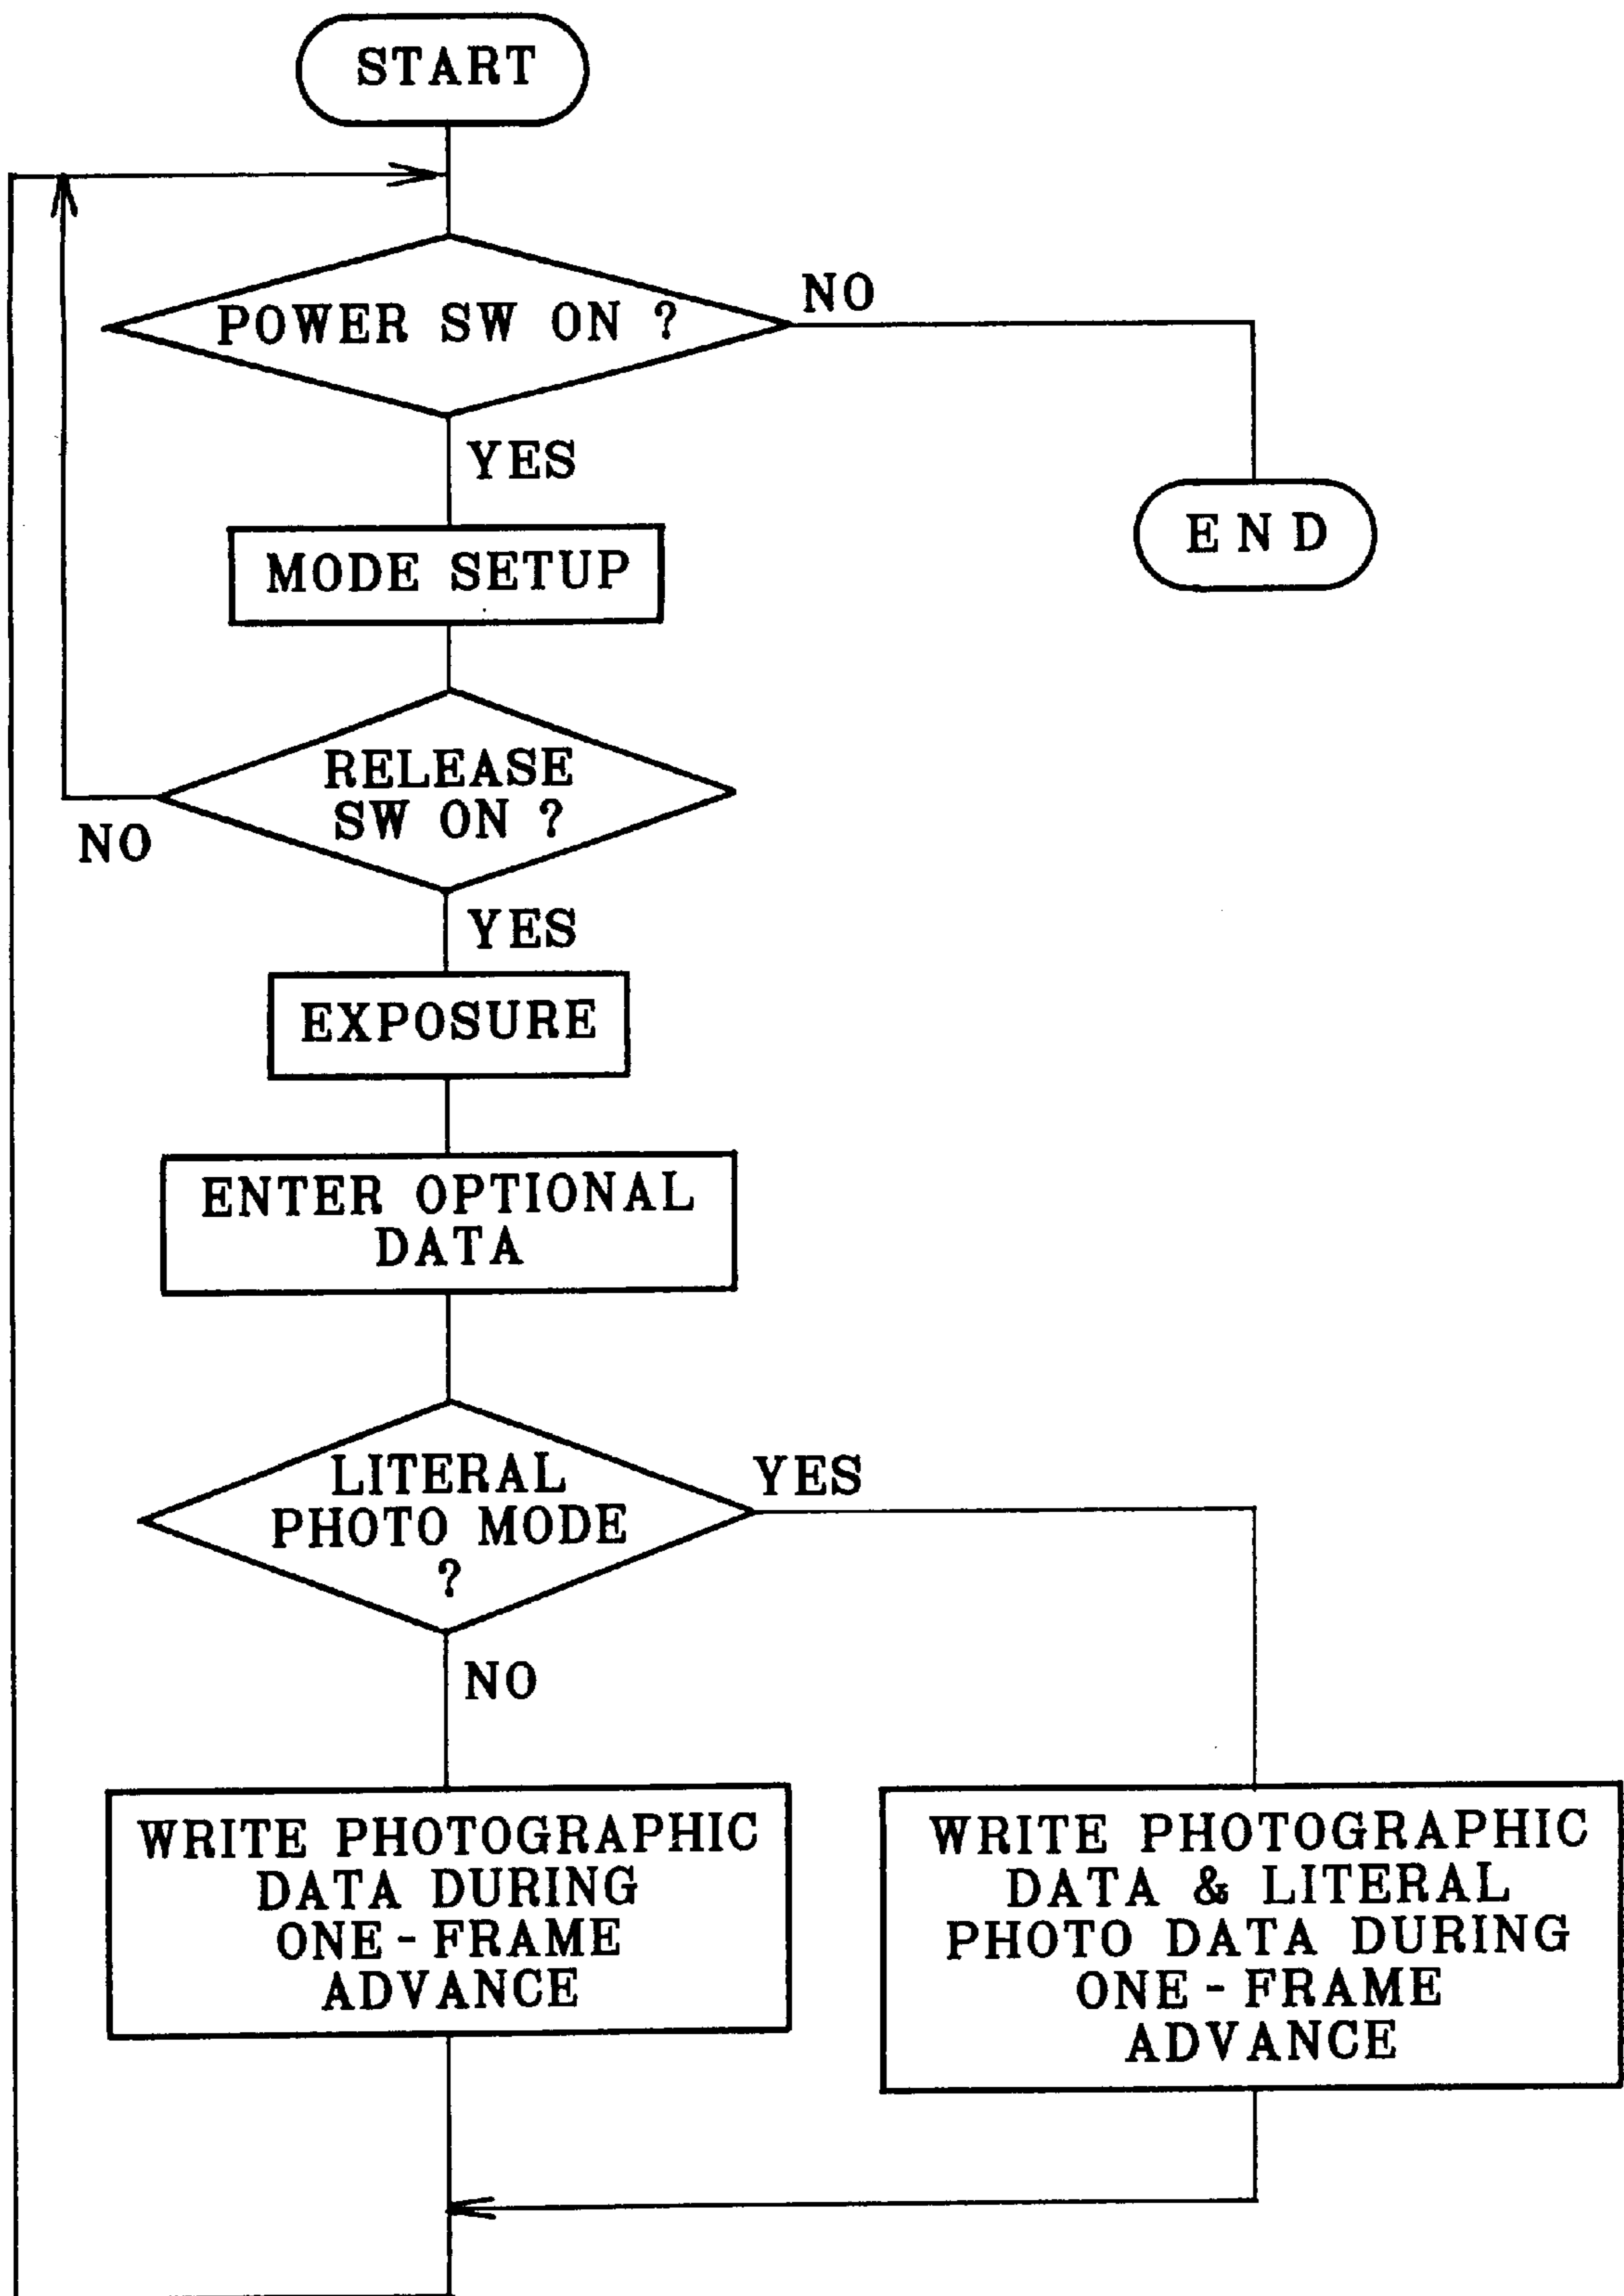 START
POWER SW ON ?
NO
YES
END
MODE SETUP
RELEASE
SW ON ?
NO
YES
EXPOSURE
ENTER OPTIONAL
DATA
LITERAL
PHOTO MODE
?
YES
NO
WRITE PHOTOGRAPHIC
DATA DURING
ONE-FRAME
ADVANCE
WRITE PHOTOGRAPHIC
DATA & LITERAL
PHOTO DATA DURING
ONE-FRAME
ADVANCE